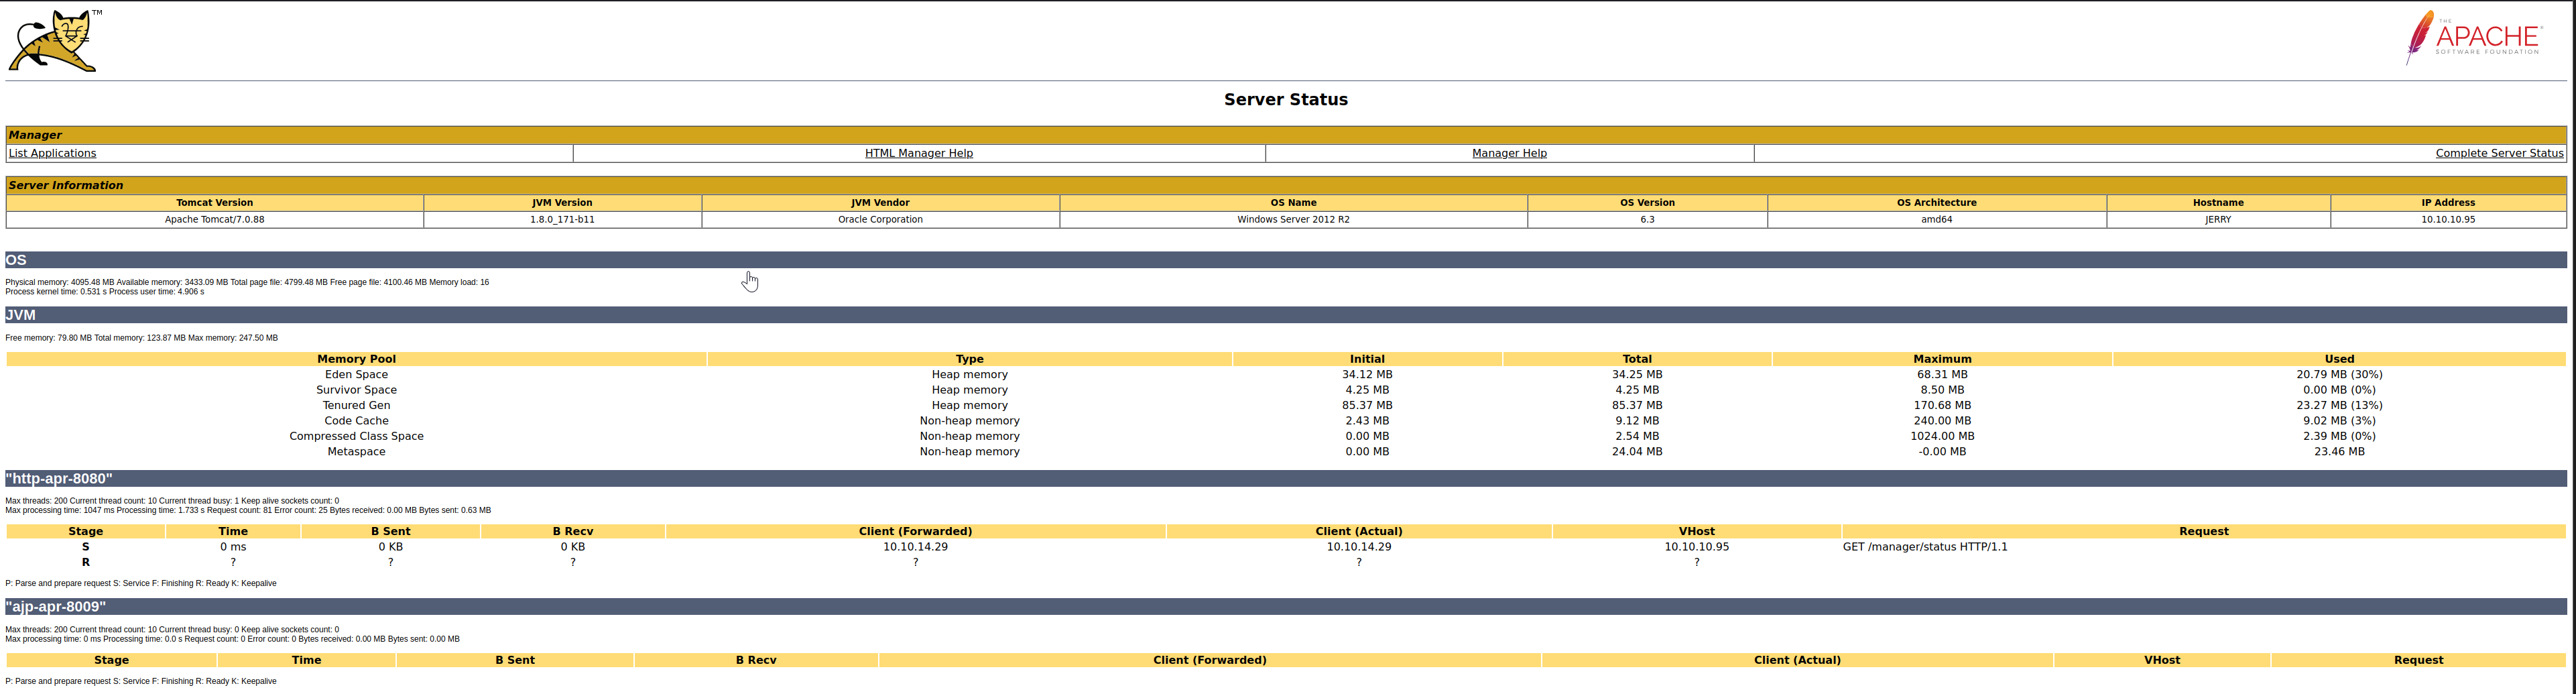 TM
THE
APACHE
SOFTWARE FOUNDATION
Server Status
Manager
List Applications HTML Manager Help Manager Help Complete Server Status
Server Information
Tomcat Version JVM Version JVM Vendor OS Name OS Version OS Architecture Hostname IP Address
Apache Tomcat/7.0.88 1.8.0_171-b11 Oracle Corporation Windows Server 2012 R2 6.3 amd64 JERRY 10.10.10.95
OS
Physical memory: 4095.48 MB Available memory: 3433.09 MB Total page file: 4799.48 MB Free page file: 4100.46 MB Memory load: 16
Process kernel time: 0.531 s Process user time: 4.906 s
JVM
Free memory: 79.80 MB Total memory: 123.87 MB Max memory: 247.50 MB
Memory Pool Type Initial Total Maximum Used
Eden Space Heap memory 34.12 MB 34.25 MB 68.31 MB 20.79 MB (30%)
Survivor Space Heap memory 4.25 MB 4.25 MB 8.50 MB 0.00 MB (0%)
Tenured Gen Heap memory 85.37 MB 85.37 MB 170.68 MB 23.27 MB (13%)
Code Cache Non-heap memory 2.43 MB 9.12 MB 240.00 MB 9.02 MB (3%)
Compressed Class Space Non-heap memory 0.00 MB 2.54 MB 1024.00 MB 2.39 MB (0%)
Metaspace Non-heap memory 0.00 MB 24.04 MB -0.00 MB 23.46 MB
"http-apr-8080"
Max threads: 200 Current thread count: 10 Current thread busy: 1 Keep alive sockets count: 0
Max processing time: 1047 ms Processing time: 1.733 s Request count: 81 Error count: 25 Bytes received: 0.00 MB Bytes sent: 0.63 MB
Stage Time B Sent B Recv Client (Forwarded) Client (Actual) VHost Request
S 0 ms 0 KB 0 KB 10.10.14.29 10.10.14.29 10.10.10.95 GET /manager/status HTTP/1.1
R ? ? ? ? ? ?
P: Parse and prepare request S: Service F: Finishing R: Ready K: Keepalive
"ajp-apr-8009"
Max threads: 200 Current thread count: 10 Current thread busy: 0 Keep alive sockets count: 0
Max processing time: 0 ms Processing time: 0.0 s Request count: 0 Error count: 0 Bytes received: 0.00 MB Bytes sent: 0.00 MB
Stage Time B Sent B Recv Client (Forwarded) Client (Actual) VHost Request
P: Parse and prepare request S: Service F: Finishing R: Ready K: Keepalive